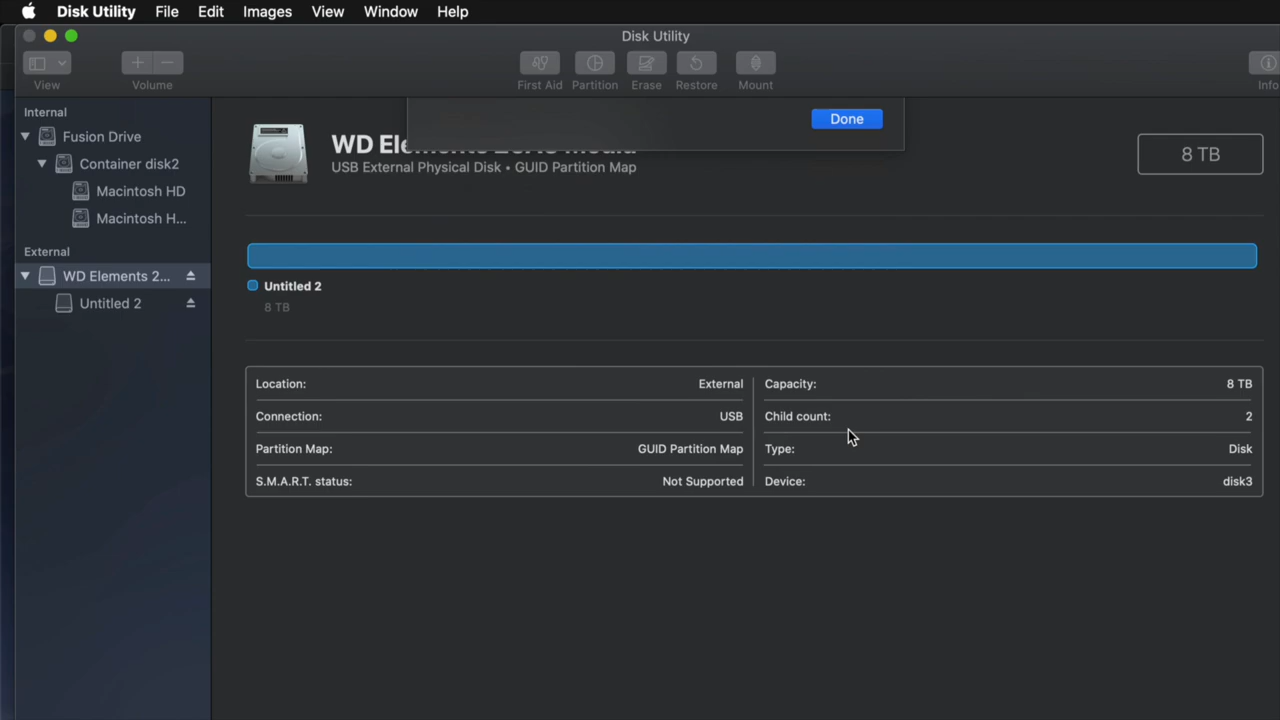 Disk Utility File Edit Images View Window Help
Disk Utility
View
Volume
First Aid
Partition
Erase
Restore
Mount
Info
Internal
Fusion Drive
Container disk2
Macintosh HD
Macintosh H...
External
WD Elements 2...
Untitled 2
Done
WD
USB External Physical Disk • GUID Partition Map
8 TB
Untitled 2
8 TB
Location: External
Connection: USB
Partition Map: GUID Partition Map
S.M.A.R.T. status: Not Supported
Capacity: 8 TB
Child count: 2
Type: Disk
Device: disk3